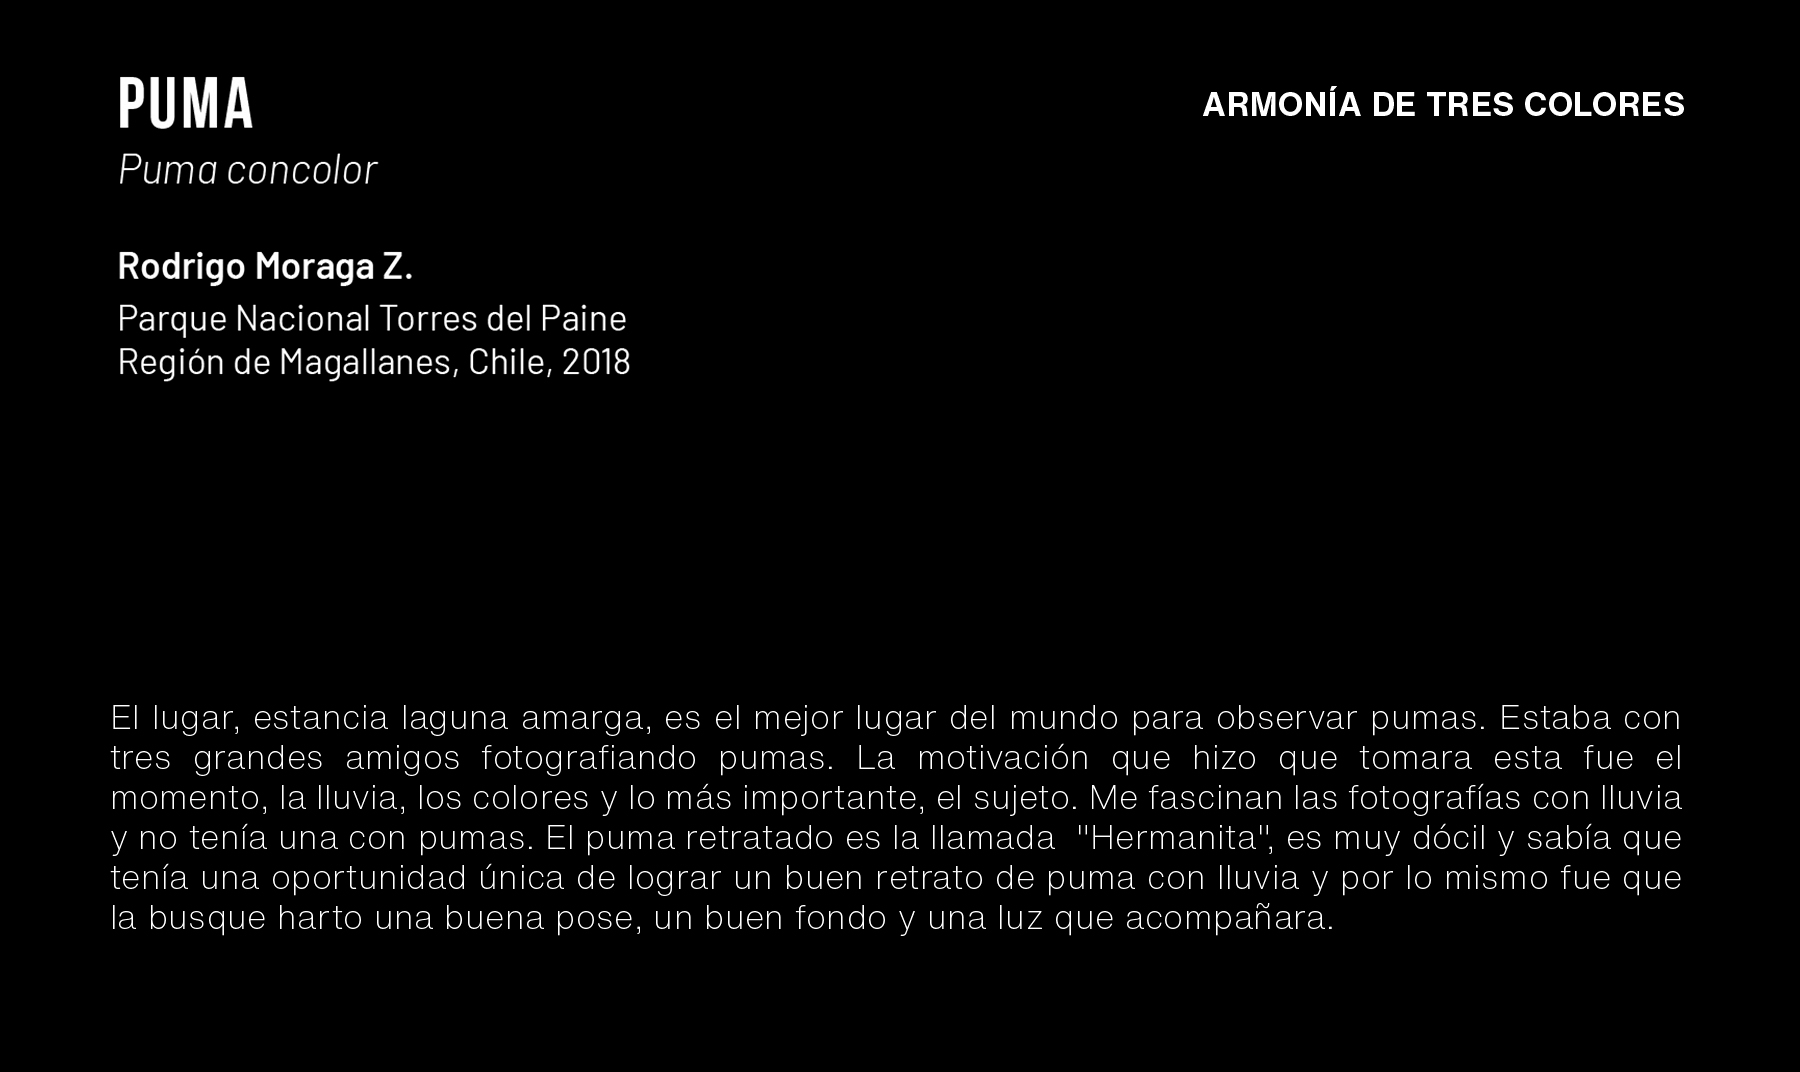 PUMA
ARMONÍA DE TRES COLORES
Puma concolor
Rodrigo Moraga Z.
Parque Nacional Torres del Paine
Región de Magallanes, Chile, 2018
El lugar, estancia laguna amarga, es el mejor lugar del mundo para observar pumas. Estaba con
tres grandes amigos fotografiando pumas. La motivación que hizo que tomara esta fue el
momento, la lluvia, los colores y lo más importante, el sujeto. Me fascinan las fotografías con lluvia
y no tenía una con pumas. El puma retratado es la llamada  "Hermanita", es muy dócil y sabía que
tenía una oportunidad única de lograr un buen retrato de puma con lluvia y por lo mismo fue que
la busque harto una buena pose, un buen fondo y una luz que acompañara.